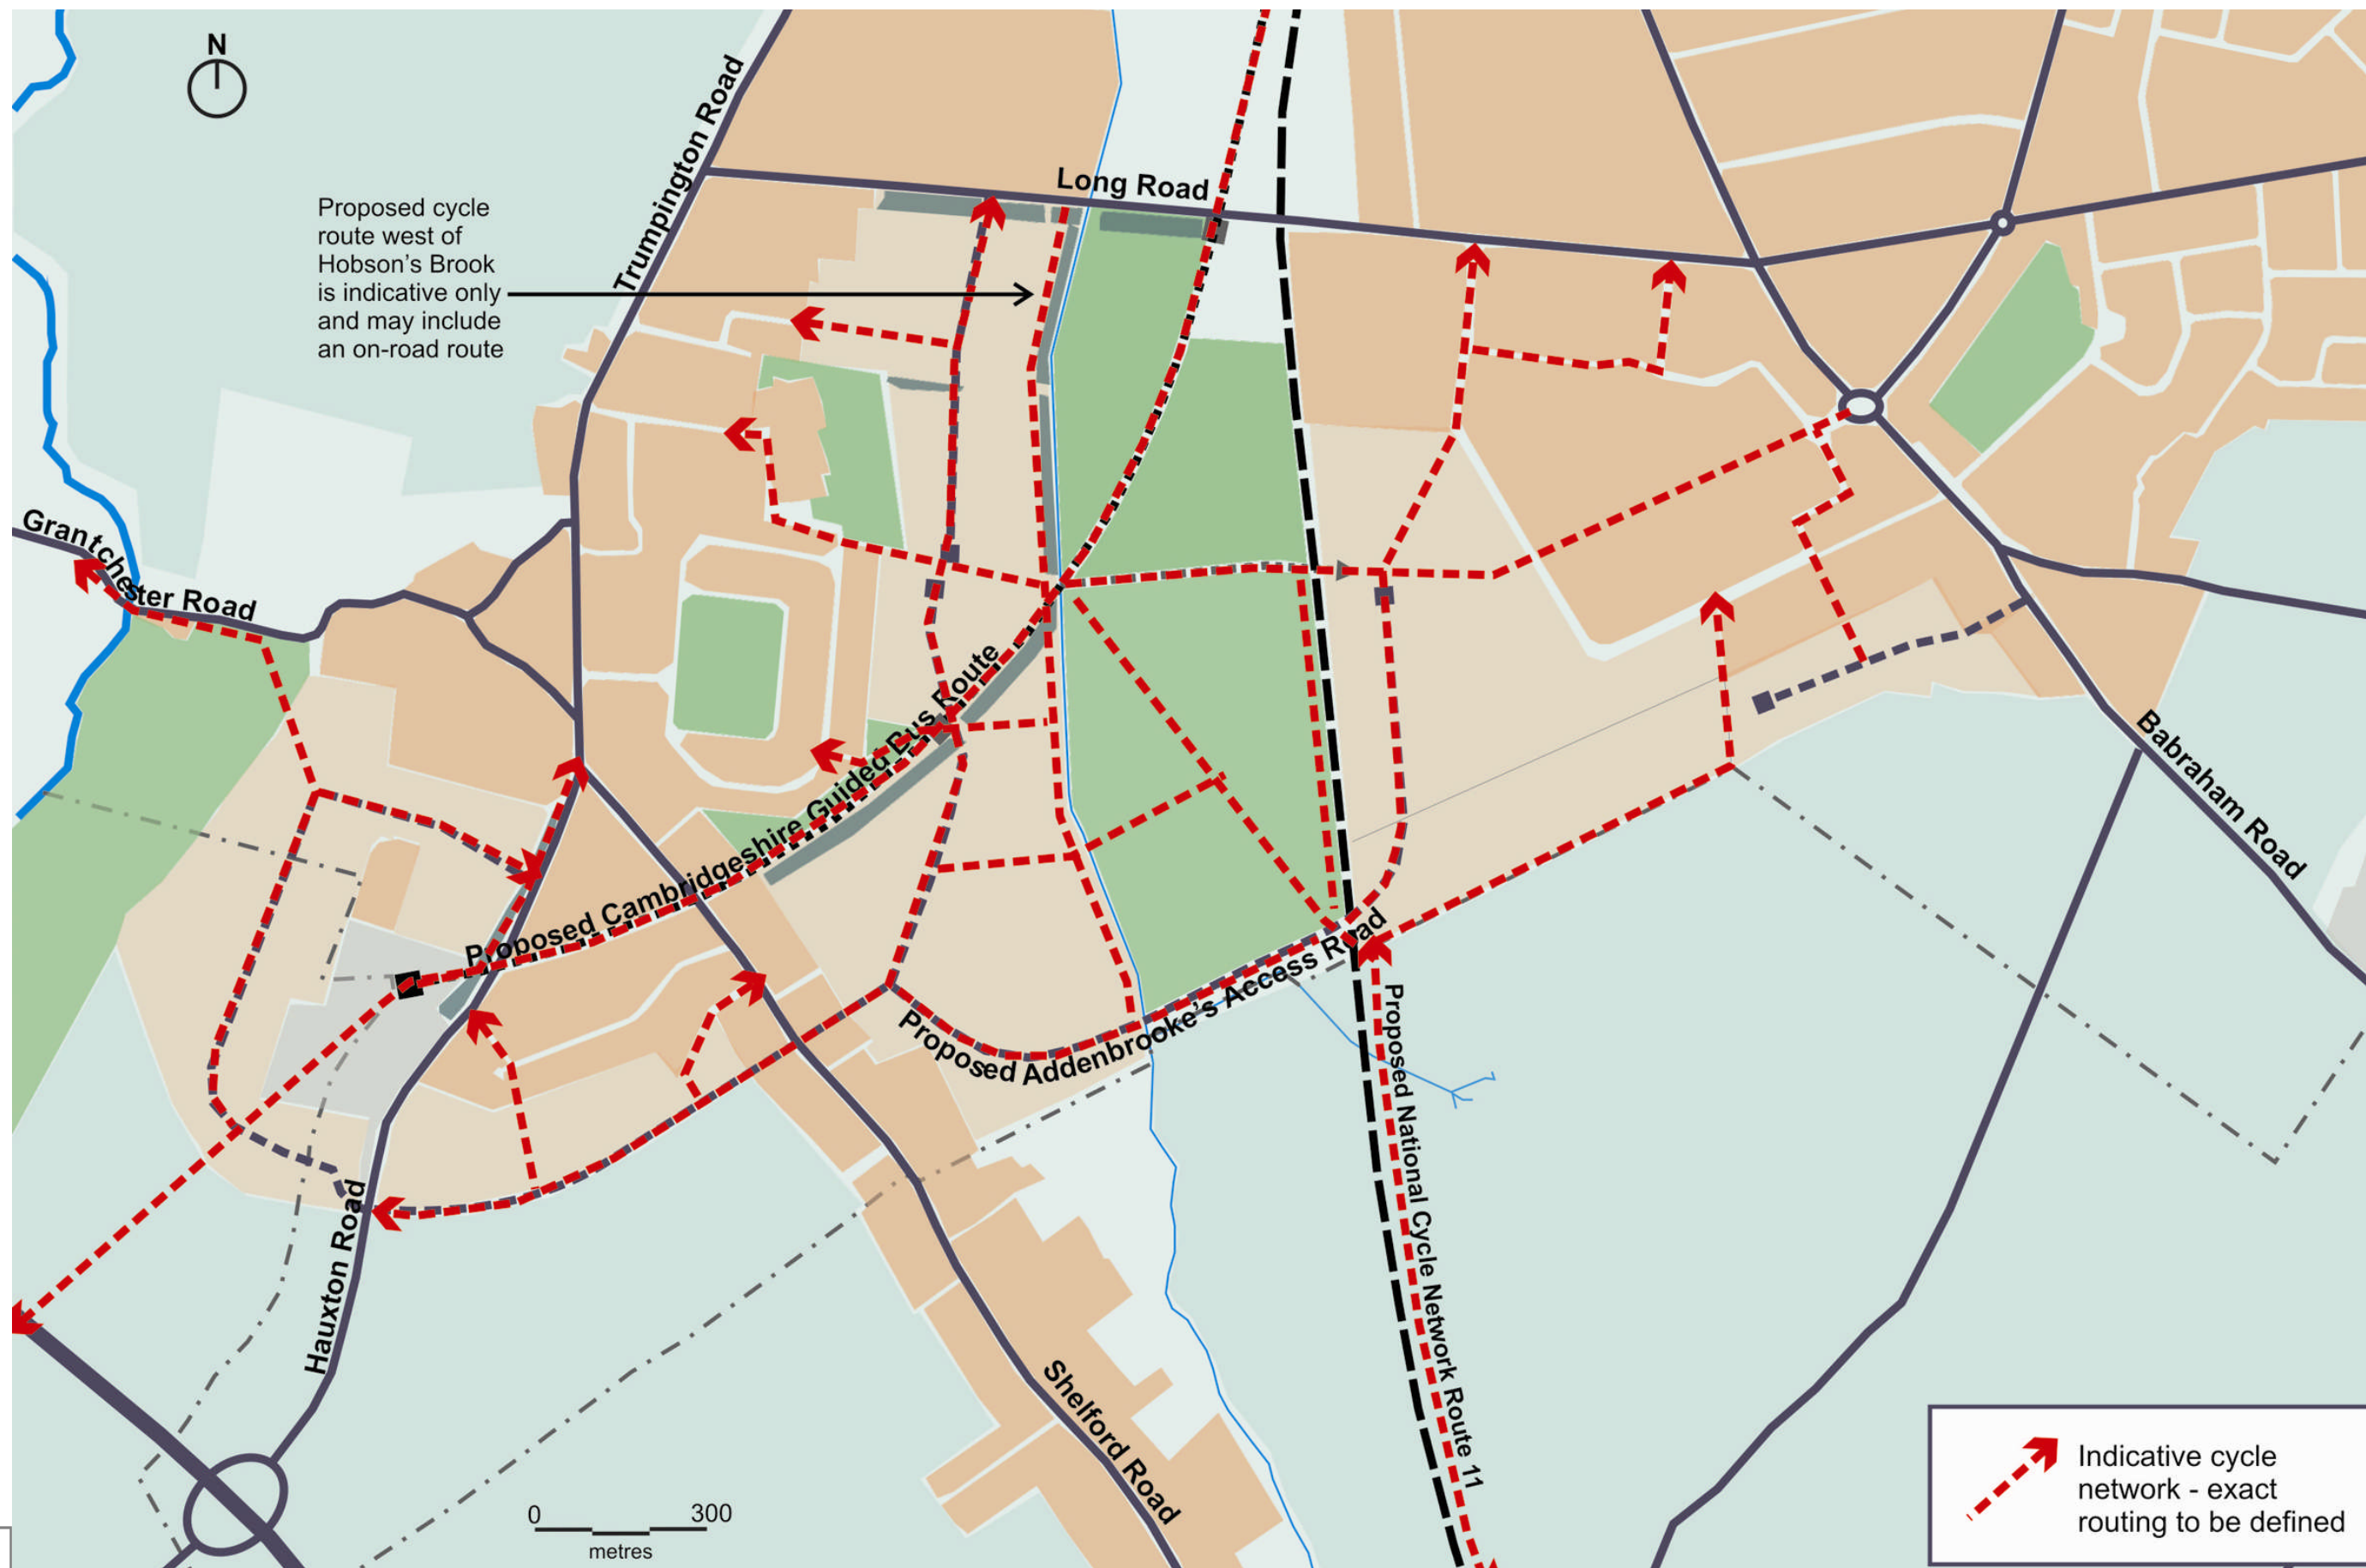 N
Trumpington Road
Long Road
Proposed cycle
route west of
Hobson's Brook
is indicative only
and may include
an on-road route
Grantchester Road
Proposed Cambridgeshire Guided Bus Route
Babraham Road
Proposed Addenbrooke's Access Road
Proposed National Cycle Network Route 11
Hauxton Road
Shelford Road
0 300
metres
Indicative cycle
network - exact
routing to be defined